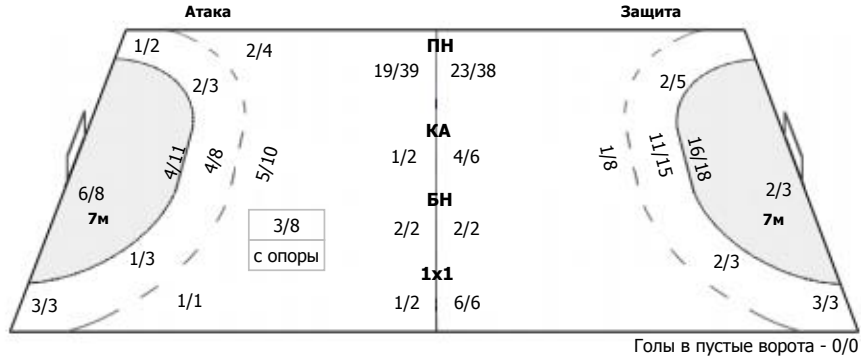 Атака
Защита
1/2
2/4
ПН
19/39
23/38
2/3
2/5
КА
1/2
4/6
4/11
4/8
5/10
1/8
11/15
16/18
6/8
7м
2/3
7м
БН
2/2
2/2
3/8
с опоры
1/3
2/3
1х1
1/2
6/6
3/3
1/1
3/3
Голы в пустые ворота - 0/0